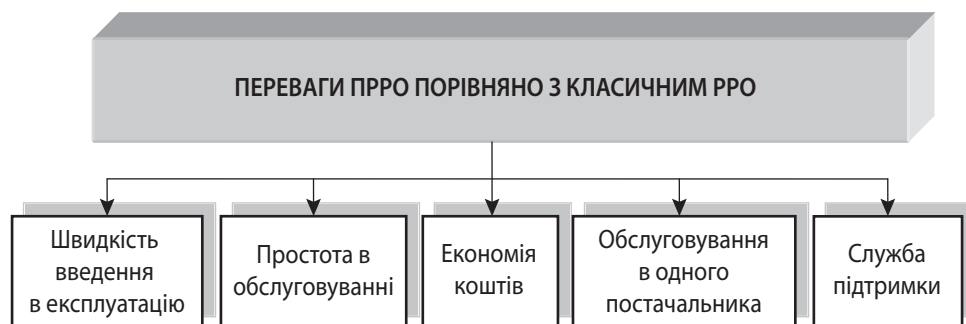 ПЕРЕВАГИ ПРРО ПОРІВНЯНО З КЛАСИЧНИМ РРО
Швидкість
введення
в експлуатацію
Простота в
обслуговуванні
Економія
коштів
Обслуговування
в одного
постачальника
Служба
підтримки